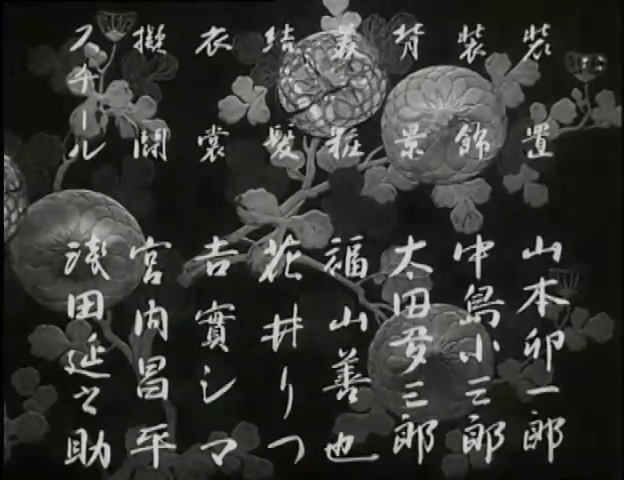 装置 山本卯一郎
装飾 中島小三郎
背景 太田多三郎
美粧 福山善也
結髪 花井りつ
衣裳 吉實シマ
擬闘 宮内昌平
スチール 浅田延之助